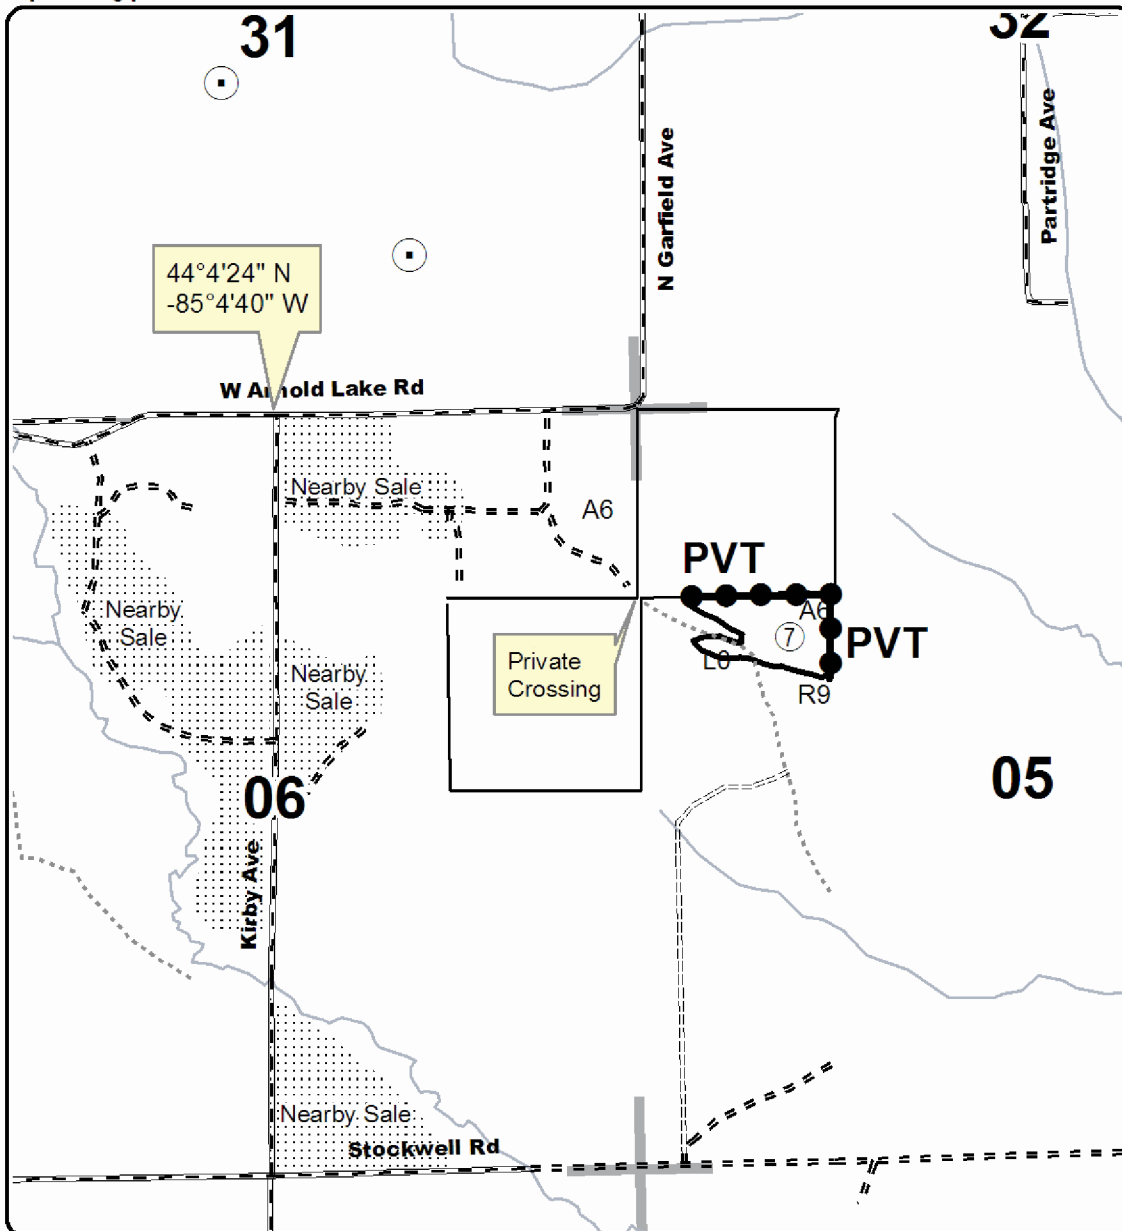 31
32
Partridge Ave
N Garfield Ave
44°4'24" N
-85°4'40" W
W Arnold Lake Rd
Nearby Sale
A6
PVT
Nearby
Sale
A6
7
PVT
Private
Crossing
L0
Nearby
Sale
R9
06
05
Kirby Ave
Nearby Sale
Stockwell Rd